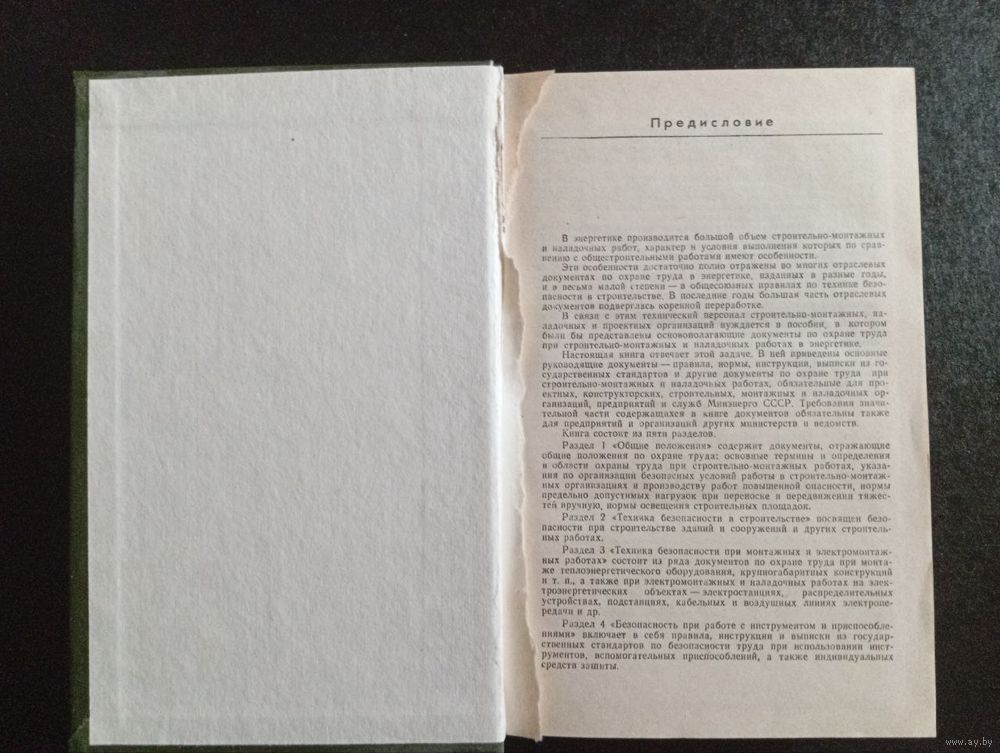 Предисловие
В энергетике производится большой объем строительно-монтажных
и наладочных работ, характер и условия выполнения которых по срав-
нению с общестроительными работами имеют особенности.
Эти особенности достаточно полно отражены во многих отраслевых
документах по охране труда в энергетике, изданных в разные годы,
и в весьма малой степени — в общесоюзных правилах по технике безо-
пасности в строительстве. В последние годы большая часть отраслевых
документов подверглась коренной переработке.
В связи с этим технический персонал строительно-монтажных, на-
ладочных и проектных организаций нуждается в пособии, в котором
были бы представлены основополагающие документы по охране труда
при строительно-монтажных и наладочных работах в энергетике.
Настоящая книга отвечает этой задаче. В ней приведены основные
руководящие документы — правила, нормы, инструкции, выписки из го-
сударственных стандартов и другие документы по охране труда при
строительно-монтажных и наладочных работах, обязательные для про-
ектных, конструкторских, строительных, монтажных и наладочных ор-
ганизаций, предприятий и служб Минэнерго СССР. Требования значи-
тельной части содержащихся в книге документов обязательны также
для предприятий и организаций других министерств и ведомств.
Книга состоит из пяти разделов.
Раздел 1 «Общие положения» содержит документы, отражающие
общие положения по охране труда: основные термины и определения
в области охраны труда при строительно-монтажных работах, указа-
ния по организации безопасных условий работы в строительно-монтаж-
ных организациях и производству работ повышенной опасности, нормы
предельно допустимых нагрузок при переноске и передвижении тяжес-
тей вручную, нормы освещения строительных площадок.
Раздел 2 «Техника безопасности в строительстве» посвящен безо-
пасности при строительстве зданий и сооружений и других строитель-
ных работах.
Раздел 3 «Техника безопасности при монтажных и электромонтаж-
ных работах» состоит из ряда документов по охране труда при монта-
же теплоэнергетического оборудования, крупногабаритных конструкций
и т. п., а также при электромонтажных и наладочных работах на элек-
троэнергетических объектах — электростанциях, распределительных
устройствах, подстанциях, кабельных и воздушных линиях электропе-
редачи и др.
Раздел 4 «Безопасность при работе с инструментом и приспособле-
ниями» включает в себя правила, инструкции и выписки из государ-
ственных стандартов по безопасности труда при использовании инст-
рументов, вспомогательных приспособлений, а также индивидуальных
средств защиты.
www.ay.by